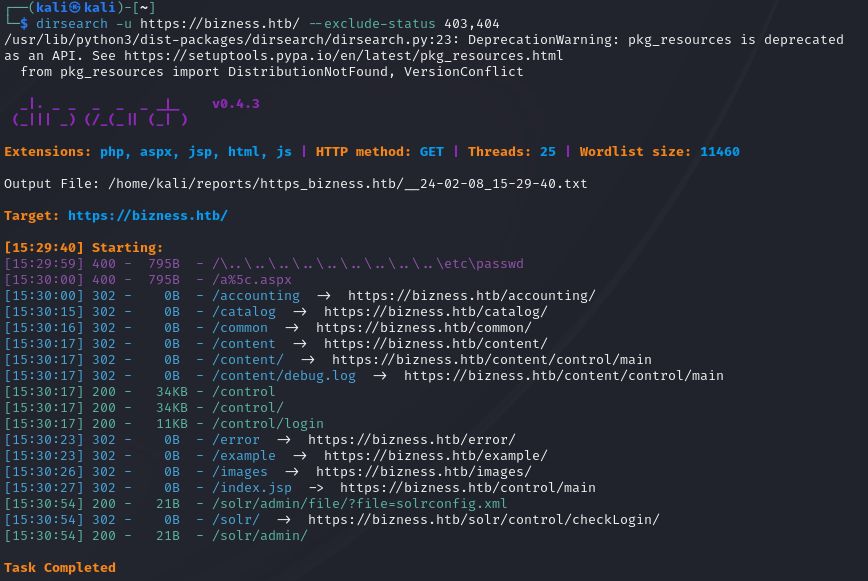 ┌──(kali㉿kali)-[~]
└─$ dirsearch -u https://bizness.htb/ --exclude-status 403,404
/usr/lib/python3/dist-packages/dirsearch/dirsearch.py:23: DeprecationWarning: pkg_resources is deprecated
as an API. See https://setuptools.pypa.io/en/latest/pkg_resources.html
  from pkg_resources import DistributionNotFound, VersionConflict

  _|. _ _  _  _  _ _|_    v0.4.3
 (_||| _) (/_(_|| (_| )

Extensions: php, aspx, jsp, html, js | HTTP method: GET | Threads: 25 | Wordlist size: 11460

Output File: /home/kali/reports/https_bizness.htb/__24-02-08_15-29-40.txt

Target: https://bizness.htb/

[15:29:40] Starting:
[15:29:59] 400 -  795B  - /\..\..\..\..\..\..\..\..\..\etc\passwd
[15:30:00] 400 -  795B  - /a%5c.aspx
[15:30:00] 302 -    0B  - /accounting  ->  https://bizness.htb/accounting/
[15:30:15] 302 -    0B  - /catalog  ->  https://bizness.htb/catalog/
[15:30:16] 302 -    0B  - /common  ->  https://bizness.htb/common/
[15:30:17] 302 -    0B  - /content  ->  https://bizness.htb/content/
[15:30:17] 302 -    0B  - /content/  ->  https://bizness.htb/content/control/main
[15:30:17] 302 -    0B  - /content/debug.log  ->  https://bizness.htb/content/control/main
[15:30:17] 200 -   34KB - /control
[15:30:17] 200 -   34KB - /control/
[15:30:17] 200 -   11KB - /control/login
[15:30:23] 302 -    0B  - /error  ->  https://bizness.htb/error/
[15:30:23] 302 -    0B  - /example  ->  https://bizness.htb/example/
[15:30:26] 302 -    0B  - /images  ->  https://bizness.htb/images/
[15:30:27] 302 -    0B  - /index.jsp  ->  https://bizness.htb/control/main
[15:30:54] 200 -   21B  - /solr/admin/file/?file=solrconfig.xml
[15:30:54] 302 -    0B  - /solr/  ->  https://bizness.htb/solr/control/checkLogin/
[15:30:54] 200 -   21B  - /solr/admin/

Task Completed